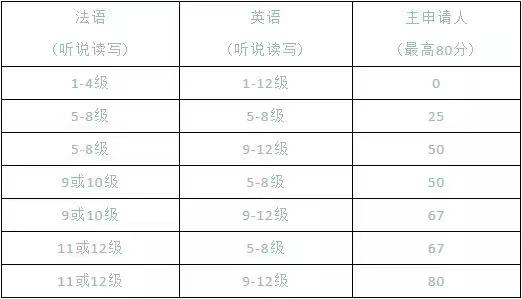 法语 英语 主申请人
（听说读写） （听说读写） （最高80分）
1-4级 1-12级 0
5-8级 5-8级 25
5-8级 9-12级 50
9或10级 5-8级 50
9或10级 9-12级 67
11或12级 5-8级 67
11或12级 9-12级 80